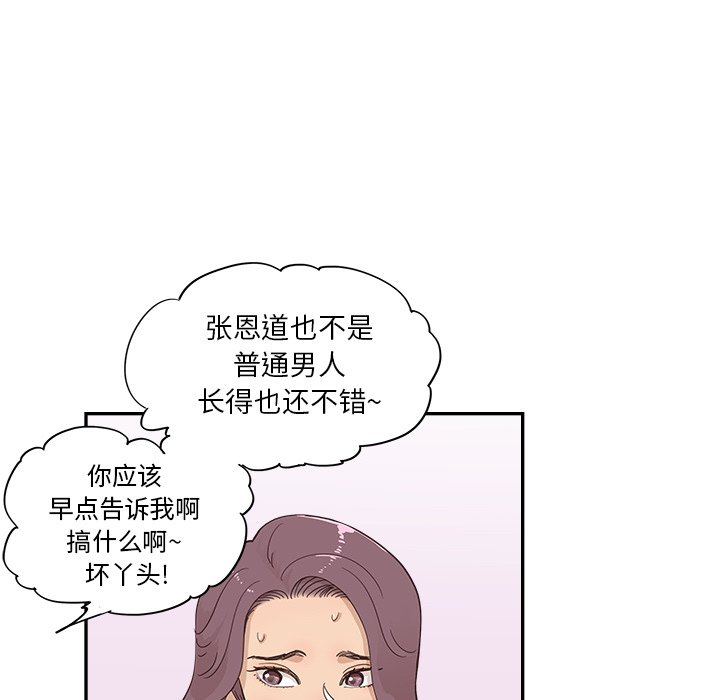 张恩道也不是
普通男人
长得也还不错~
你应该
早点告诉我啊
搞什么啊~
坏丫头!